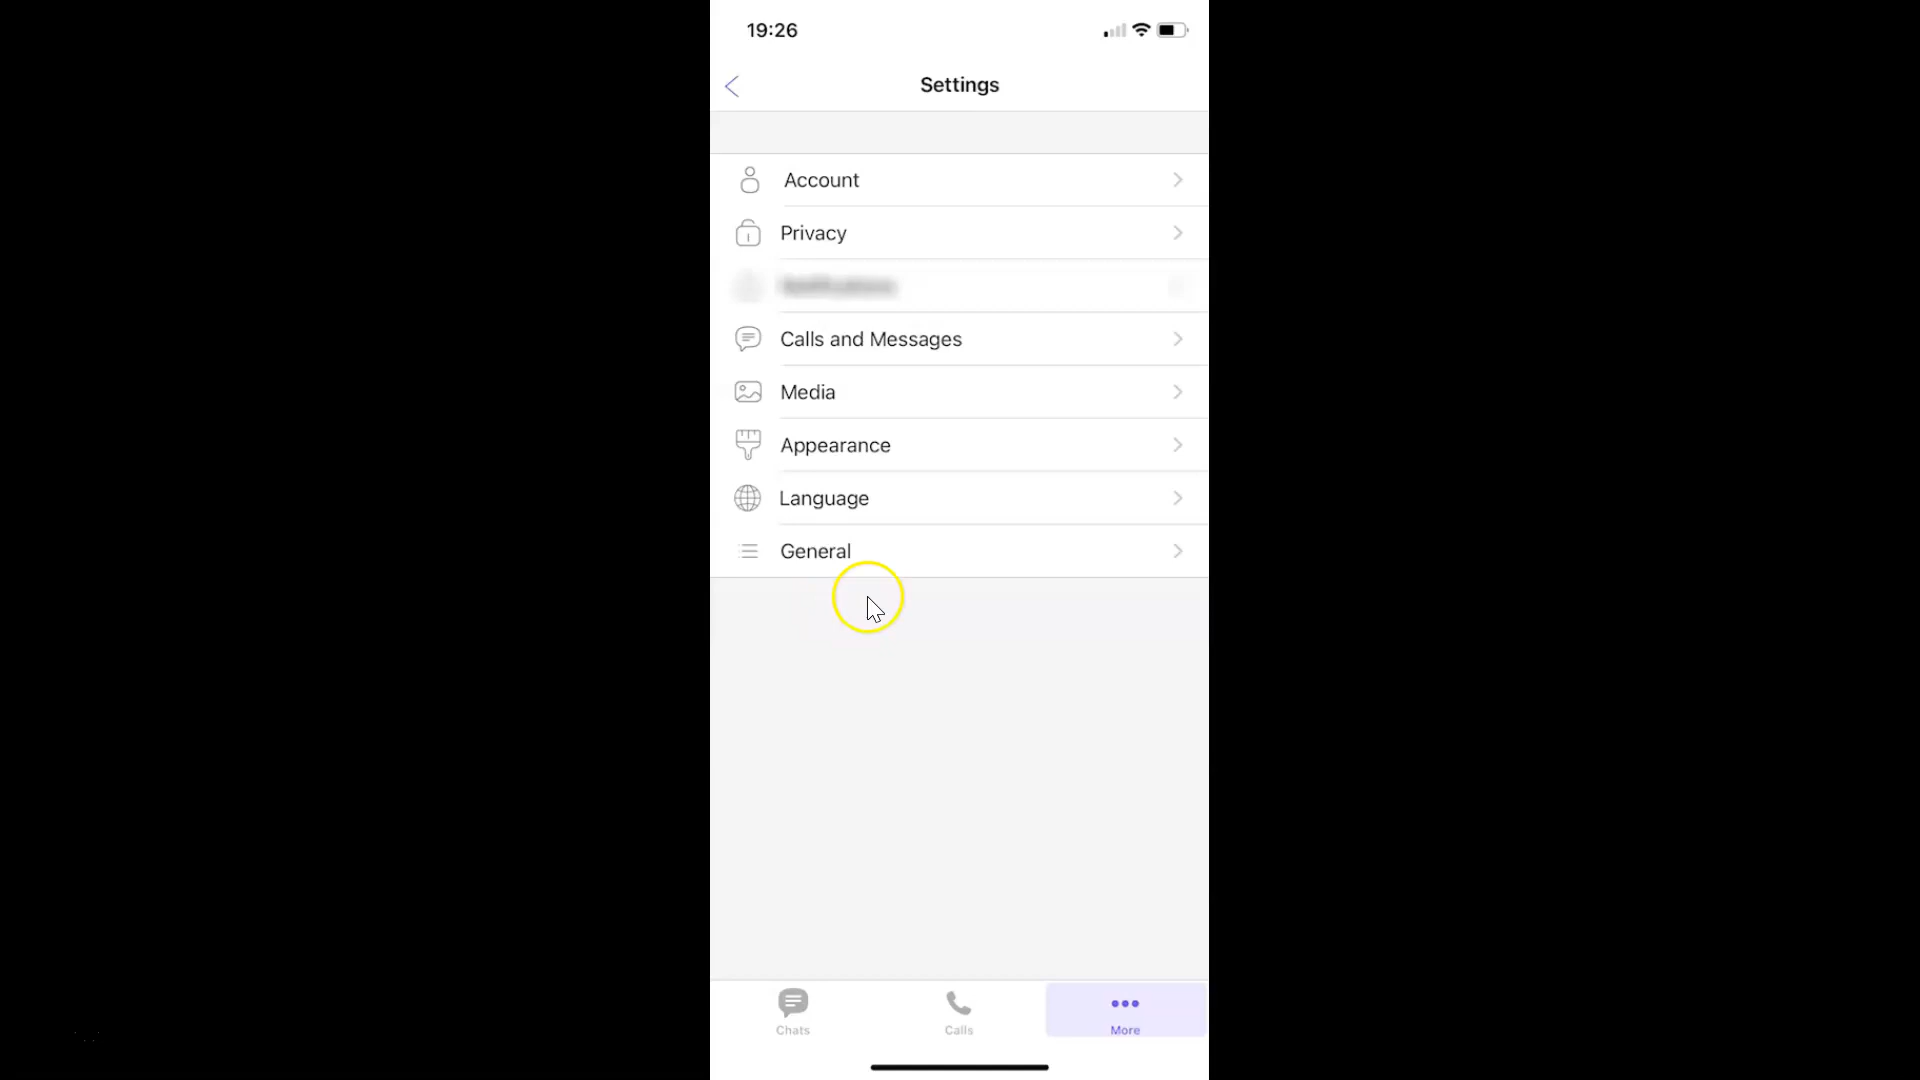 19:26
Settings
Account
Privacy
Calls and Messages
Media
Appearance
Language
General
Chats
Calls
More